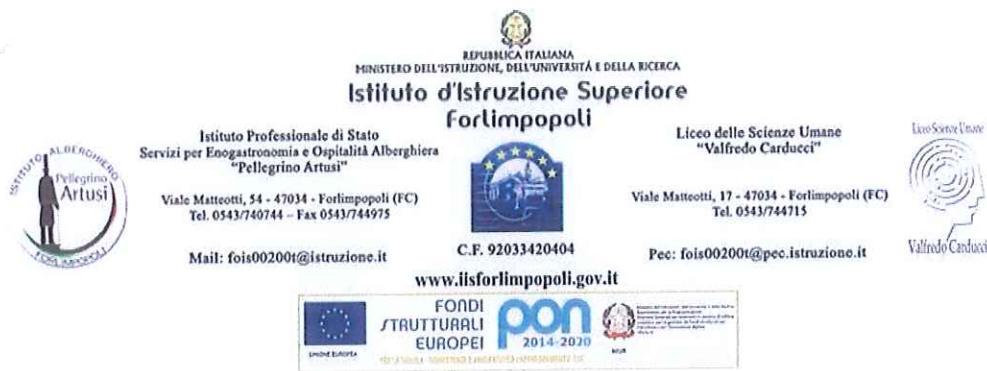 REPUBBLICA ITALIANA
MINISTERO DELL'ISTRUZIONE, DELL'UNIVERSITÀ E DELLA RICERCA
Istituto d'Istruzione Superiore
Forlimpopoli
ISTITUTO ALBERGHIERO
Pellegrino
Artusi
FORLIMPOPOLI
Istituto Professionale di Stato
Servizi per Enogastronomia e Ospitalità Alberghiera
"Pellegrino Artusi"
Viale Matteotti, 54 - 47034 - Forlimpopoli (FC)
Tel. 0543/740744 – Fax 0543/744975
Mail: fois00200t@istruzione.it
C.F. 92033420404
Liceo delle Scienze Umane
"Valfredo Carducci"
Viale Matteotti, 17 - 47034 - Forlimpopoli (FC)
Tel. 0543/744715
Pec: fois00200t@pec.istruzione.it
Liceo Scienze Umane
Valfredo Carducci
www.iisforlimpopoli.gov.it
UNIONE EUROPEA
FONDI
STRUTTURALI
EUROPEI
pon
2014-2020
MIUR